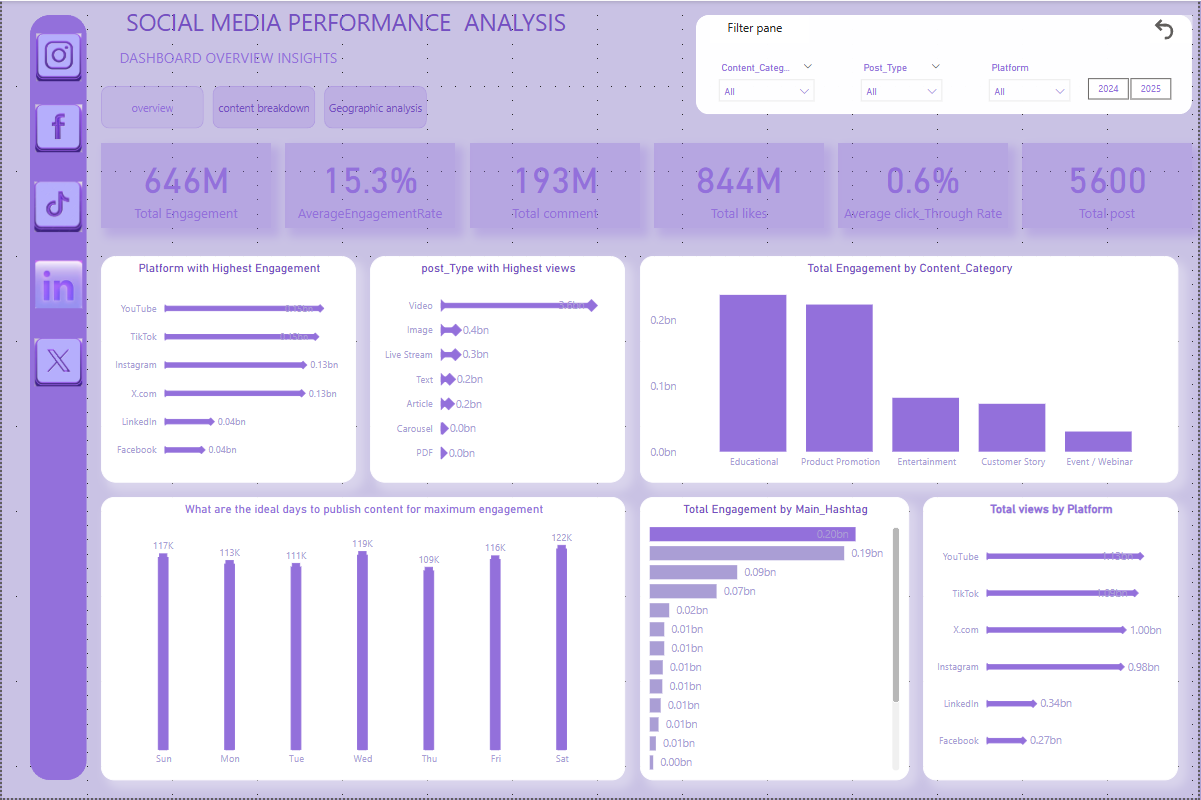 SOCIAL MEDIA PERFORMANCE ANALYSIS
DASHBOARD OVERVIEW INSIGHTS
overview
content breakdown
Geographic analysis
Filter pane
Content_Categ...
Post_Type
Platform
All
All
All
2024
2025
646M
Total Engagement
15.3%
AverageEngagementRate
193M
Total comment
844M
Total likes
0.6%
Average click_Through Rate
5600
Total post
Platform with Highest Engagement
YouTube
TikTok
Instagram 0.13bn
X.com 0.13bn
LinkedIn 0.04bn
Facebook 0.04bn
post_Type with Highest views
Video
Image 0.4bn
Live Stream 0.3bn
Text 0.2bn
Article 0.2bn
Carousel 0.0bn
PDF 0.0bn
Total Engagement by Content_Category
0.2bn
0.1bn
0.0bn
Educational
Product Promotion
Entertainment
Customer Story
Event / Webinar
What are the ideal days to publish content for maximum engagement
117K
113K
111K
119K
109K
116K
122K
Sun
Mon
Tue
Wed
Thu
Fri
Sat
Total Engagement by Main_Hashtag
0.20bn
0.19bn
0.09bn
0.07bn
0.02bn
0.01bn
0.01bn
0.01bn
0.01bn
0.01bn
0.01bn
0.01bn
0.00bn
Total views by Platform
YouTube
TikTok
X.com 1.00bn
Instagram 0.98bn
LinkedIn 0.34bn
Facebook 0.27bn